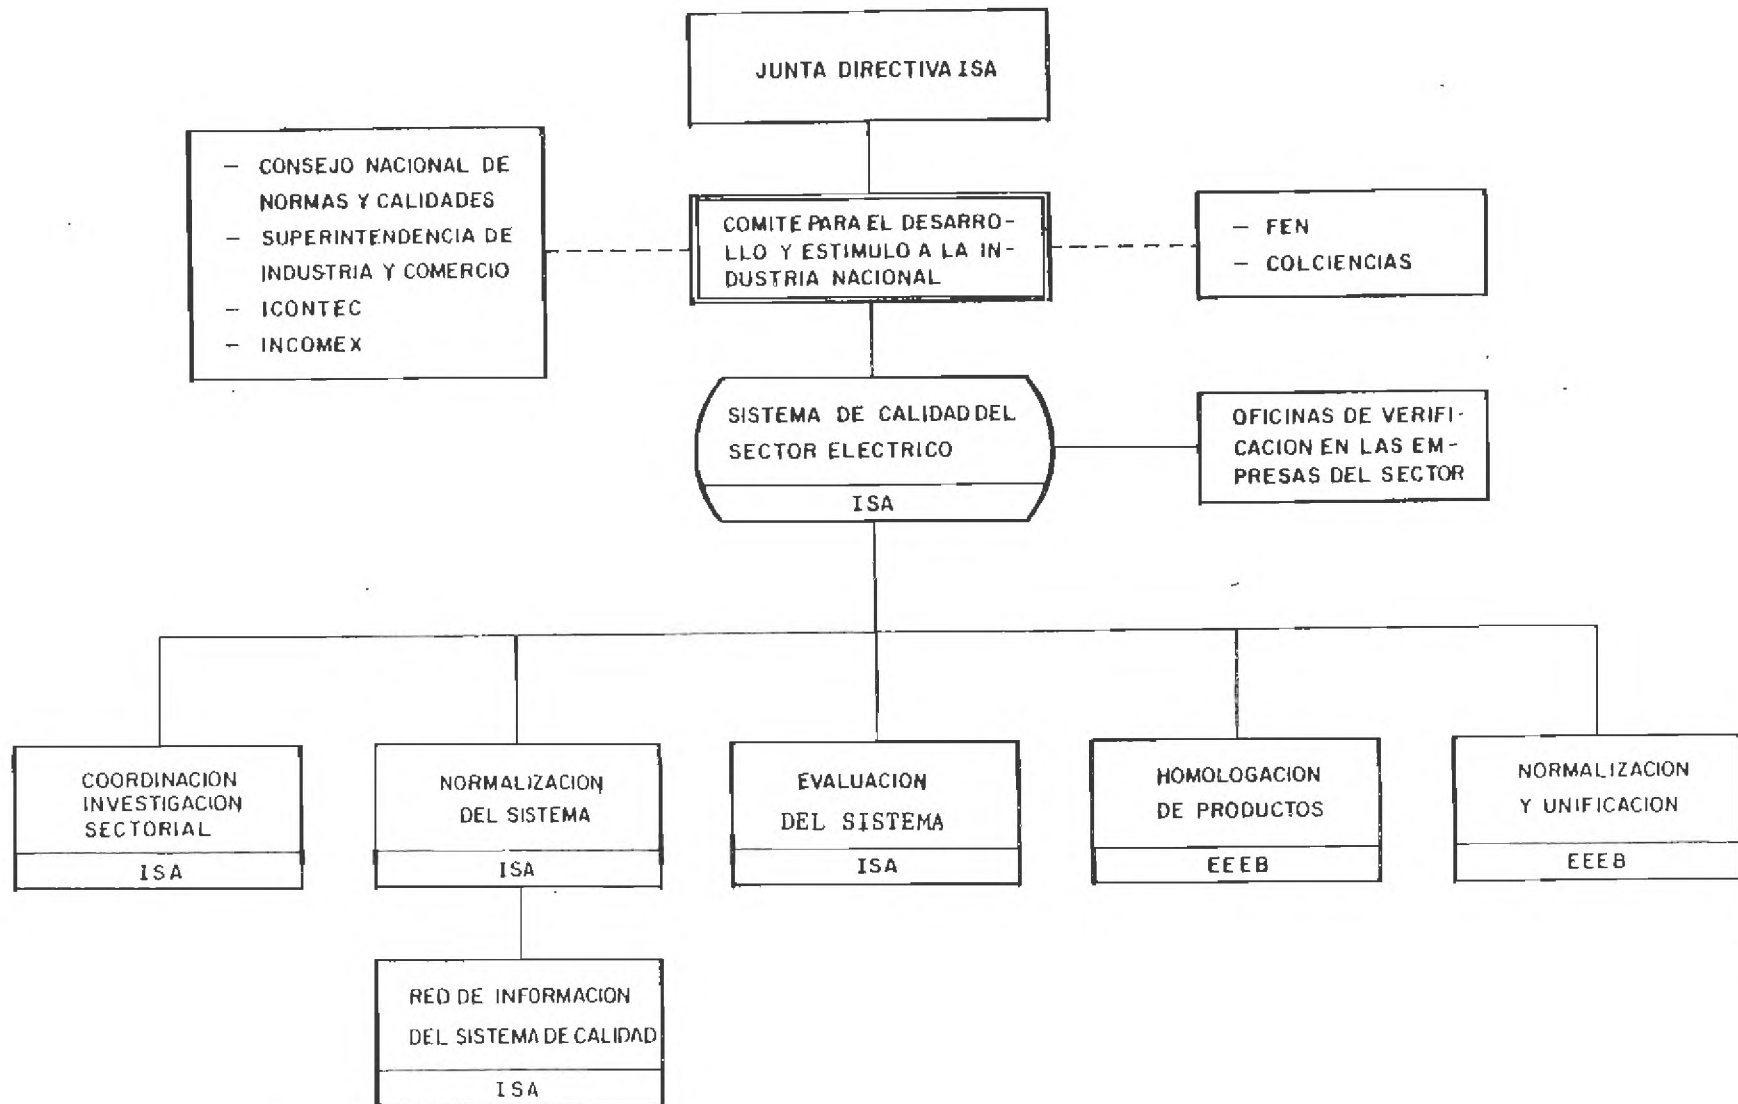 JUNTA DIRECTIVA ISA
– CONSEJO NACIONAL DE
NORMAS Y CALIDADES
– SUPERINTENDENCIA DE
INDUSTRIA Y COMERCIO
– ICONTEC
– INCOMEX
COMITE PARA EL DESARRO-
LLO Y ESTIMULO A LA IN-
DUSTRIA NACIONAL
– FEN
– COLCIENCIAS
SISTEMA DE CALIDAD DEL
SECTOR ELECTRICO
ISA
OFICINAS DE VERIFI-
CACION EN LAS EM-
PRESAS DEL SECTOR
COORDINACION
INVESTIGACION
SECTORIAL
ISA
NORMALIZACION
DEL SISTEMA
ISA
EVALUACION
DEL SISTEMA
ISA
HOMOLOGACION
DE PRODUCTOS
EEEB
NORMALIZACION
Y UNIFICACION
EEEB
RED DE INFORMACION
DEL SISTEMA DE CALIDAD
ISA